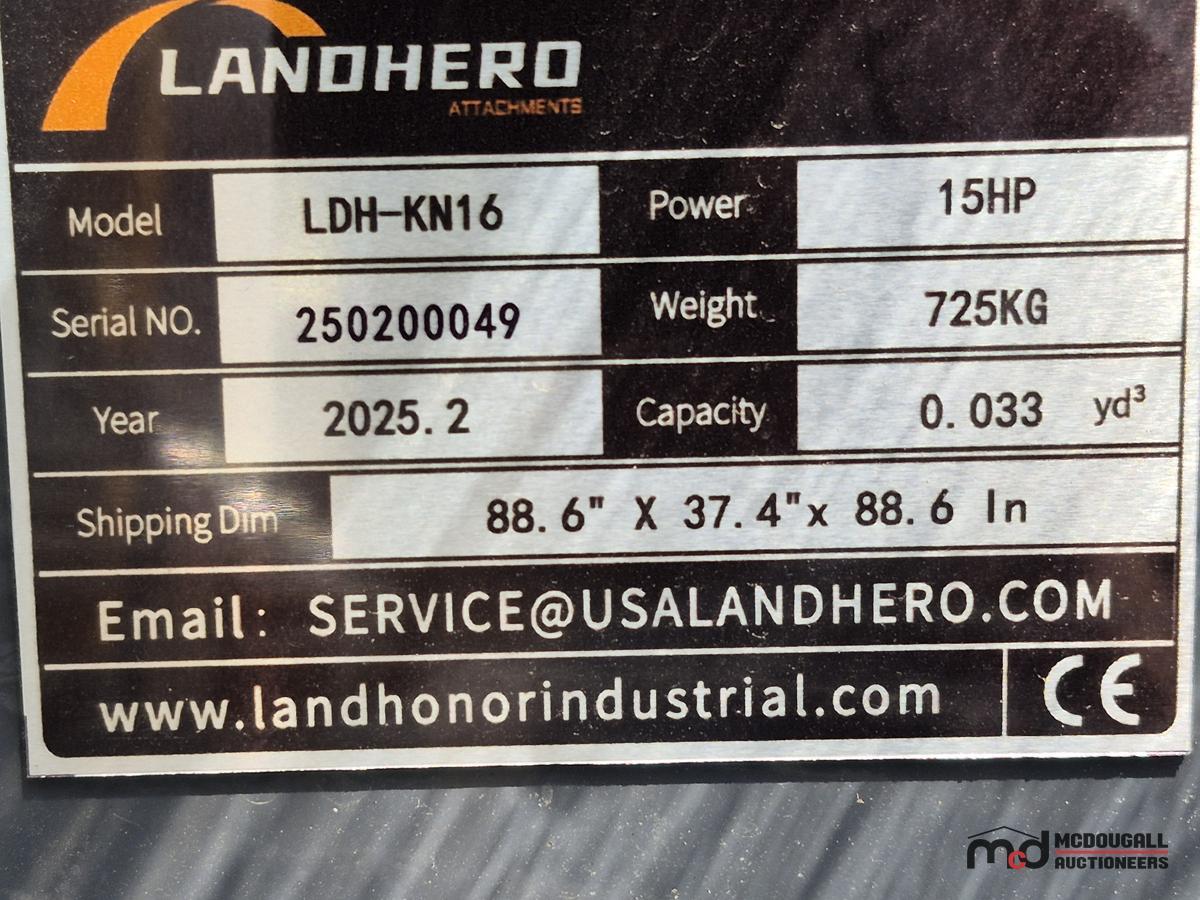 LANDHERO
ATTACHMENTS
Model LDH-KN16 Power 15HP
Serial NO. 250200049 Weight 725KG
Year 2025.2 Capacity 0.033 yd³
Shipping Dim 88.6" X 37.4"x 88.6 In
Email: SERVICE@USALANDHERO.COM
www.landhonorindustrial.com CE
mcd MCDOUGALL
AUCTIONEERS